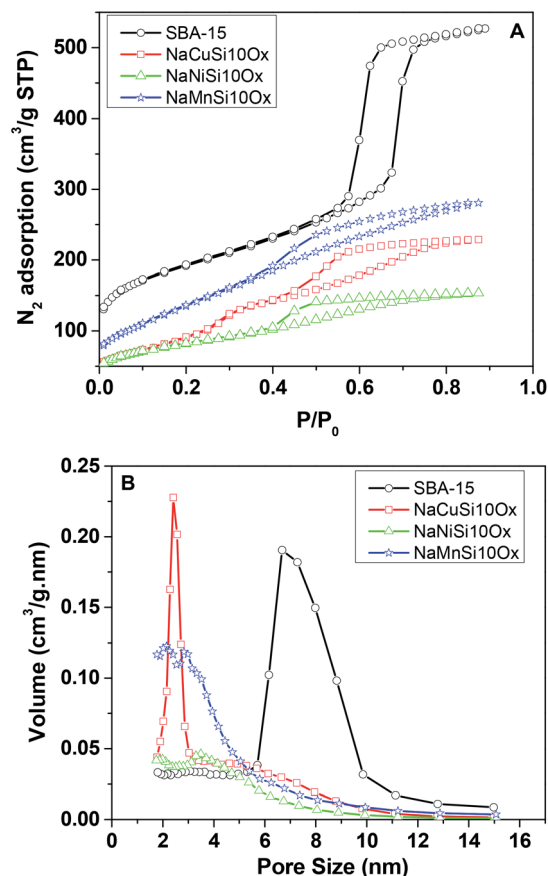 A
SBA-15
NaCuSi10Ox
NaNiSi10Ox
NaMnSi10Ox
N₂ adsorption (cm³/g STP)
500
400
300
200
100
0.0 0.2 0.4 0.6 0.8 1.0
P/P₀
B
SBA-15
NaCuSi10Ox
NaNiSi10Ox
NaMnSi10Ox
Volume (cm³/g.nm)
0.25
0.20
0.15
0.10
0.05
0.00
0 2 4 6 8 10 12 14 16
Pore Size (nm)